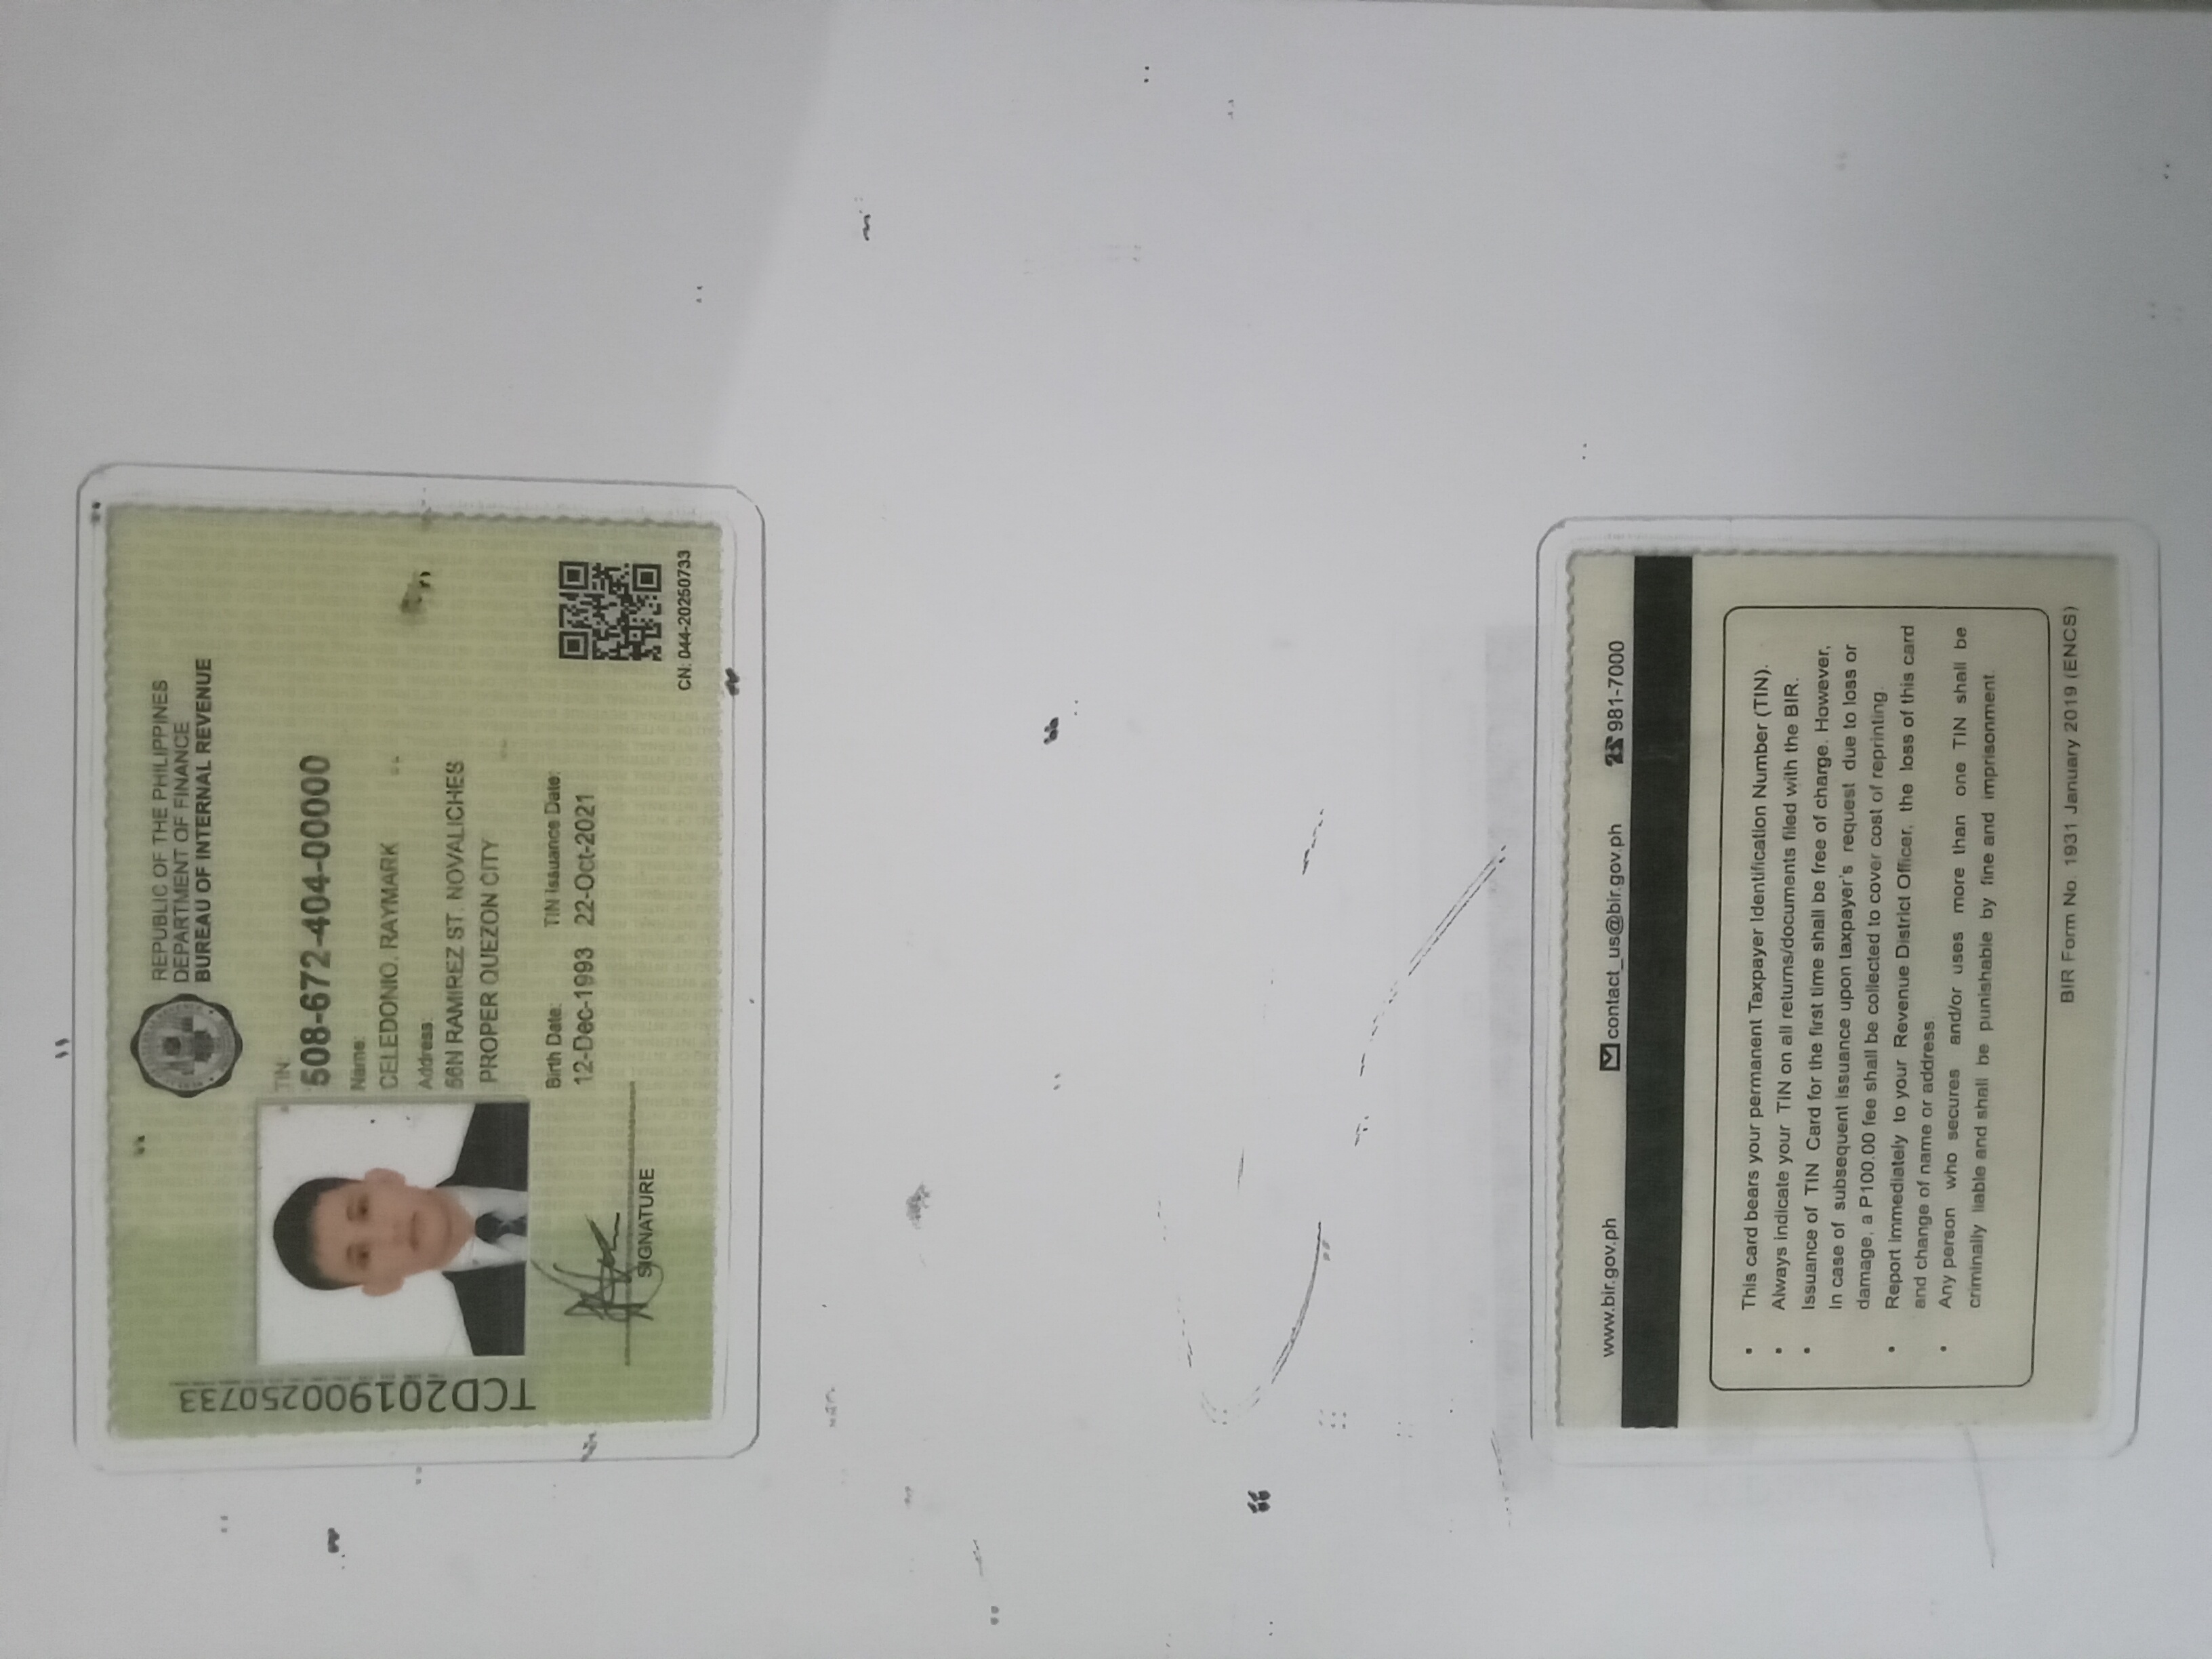 REPUBLIC OF THE PHILIPPINES
DEPARTMENT OF FINANCE
BUREAU OF INTERNAL REVENUE
TCD201900250733
TIN:
508-672-404-00000
Name:
CELEDONIO, RAYMARK
Address:
56N RAMIREZ ST. NOVALICHES
PROPER QUEZON CITY
Birth Date: TIN Issuance Date:
12-Dec-1993 22-Oct-2021
SIGNATURE
CN: 044-20250733
www.bir.gov.ph contact_us@bir.gov.ph 981-7000
• This card bears your permanent Taxpayer Identification Number (TIN).
• Always indicate your TIN on all returns/documents filed with the BIR.
• Issuance of TIN Card for the first time shall be free of charge. However,
In case of subsequent issuance upon taxpayer's request due to loss or
damage, a P100.00 fee shall be collected to cover cost of reprinting.
• Report immediately to your Revenue District Officer, the loss of this card
and change of name or address
• Any person who secures and/or uses more than one TIN shall be
criminally liable and shall be punishable by fine and imprisonment.
BIR Form No. 1931 January 2019 (ENCS)